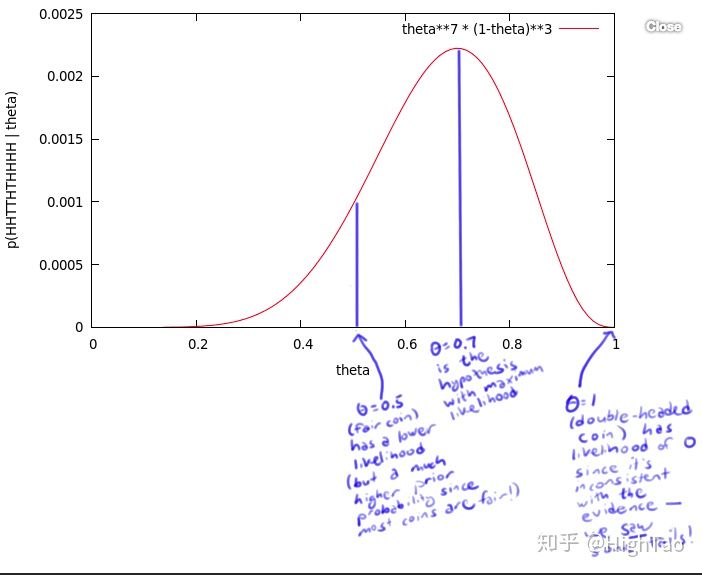 0.0025
theta**7 * (1-theta)**3
Close
0.002
0.0015
0.001
0.0005
0
p(HHTTHTHHHH | theta)
0
0.2
0.4
0.6
0.8
1
theta
θ=0.7
is the
hypothesis
with maximum
likelihood
θ=0.5
(fair coin)
has a lower
likelihood
(but a much
higher prior
probability since
most coins are fair!)
θ=1
(double-headed
coin) has
likelihood of 0
since it's
inconsistent
with the
evidence —
we saw
tails!
知乎 @HighTao